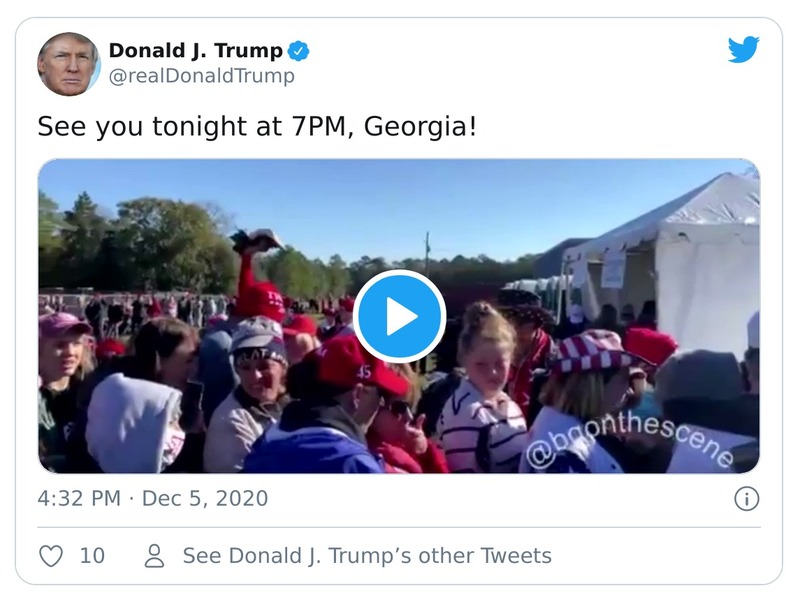 Donald J. Trump
@realDonaldTrump
See you tonight at 7PM, Georgia!
45
@bgonthescene
4:32 PM · Dec 5, 2020
10
See Donald J. Trump’s other Tweets